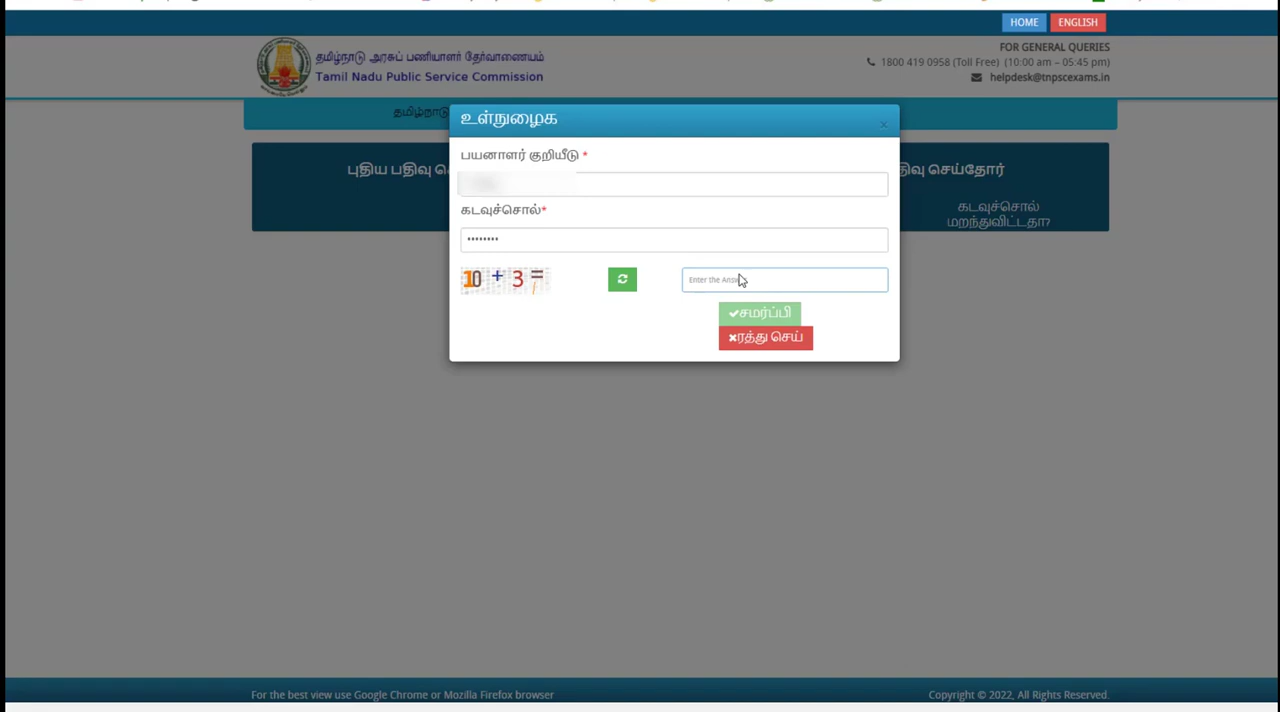 HOME
ENGLISH
தமிழ்நாடு அரசுப் பணியாளர் தேர்வாணையம்
Tamil Nadu Public Service Commission
FOR GENERAL QUERIES
1800 419 0958 (Toll Free) (10:00 am – 05:45 pm)
helpdesk@tnpscexams.in
தமிழ்நாடு
உள்நுழைக
×
பயனாளர் குறியீடு *
கடவுச்சொல்*
••••••••
10 + 3 =
Enter the Answ
✔சமர்ப்பி
✖ரத்து செய்
புதிய பதிவு
திவு செய்தோர்
கடவுச்சொல்
மறந்துவிட்டதா?
For the best view use Google Chrome or Mozilla Firefox browser
Copyright © 2022, All Rights Reserved.